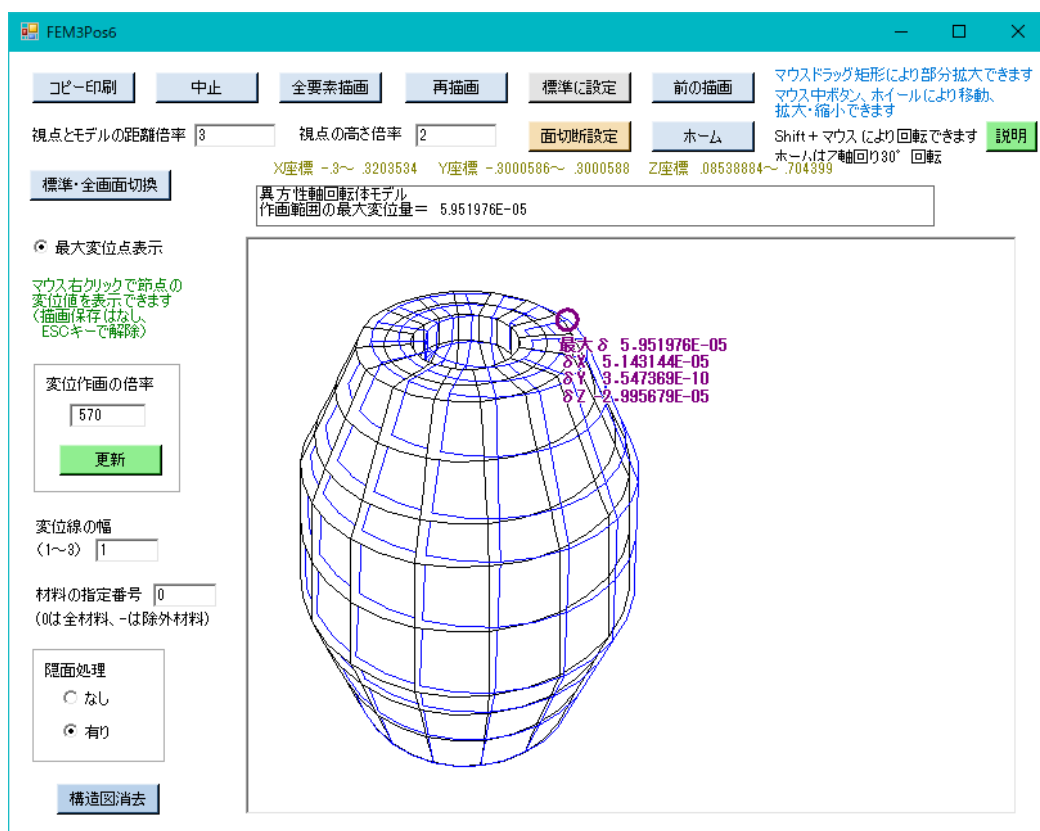 FEM3Pos6
コピー印刷 中止 全要素描画 再描画 標準に設定 前の描画
マウスドラッグ矩形により部分拡大できます
マウス中ボタン、ホイールにより移動、
拡大・縮小できます
視点とモデルの距離倍率 3 視点の高さ倍率 2 面切断設定 ホーム
Shift+マウス により回転できます
ホームはZ軸回り30° 回転
説明
標準・全画面切換
X座標 -.3～ .3203534 Y座標 -.3000586～ .3000588 Z座標 .08538884～ .704399
異方性軸回転体モデル
作画範囲の最大変位量＝ 5.951976E-05
最大変位点表示
マウス右クリックで節点の
変位値を表示できます
(描画保存はなし、
ESCキーで解除)
最大δ 5.951976E-05
δX 5.143144E-05
δY 3.547369E-10
δZ -2.995679E-05
変位作画の倍率
570
更新
変位線の幅
(1～3) 1
材料の指定番号 0
(0は全材料、-は除外材料)
隠面処理
なし
有り
構造図消去